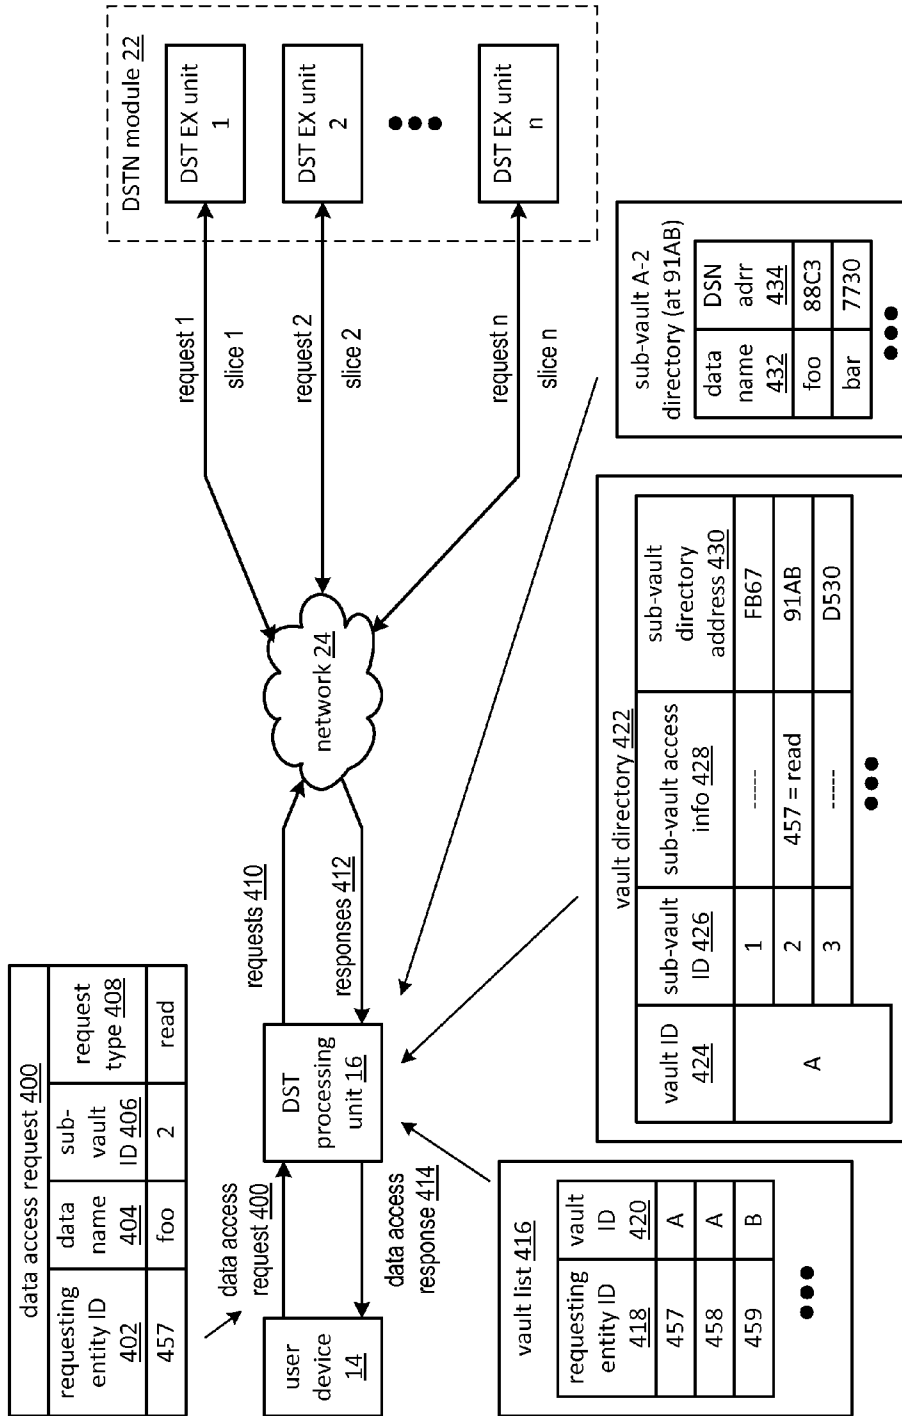 data access request 400
requesting
entity ID
402
data
name
404
sub-
vault
ID 406
request
type 408
457
foo
2
read
data access
request 400
user
device
14
data access
response 414
DST
processing
unit 16
requests 410
responses 412
network 24
request 1
slice 1
request 2
slice 2
request n
slice n
DSTN module 22
DST EX unit
1
DST EX unit
2
DST EX unit
n
vault list 416
requesting
entity ID
418
vault
ID
420
457
A
458
A
459
B
vault directory 422
vault ID
424
sub-vault
ID 426
sub-vault access
info 428
sub-vault
directory
address 430
A
1
-----
FB67
2
457 = read
91AB
3
-----
D530
sub-vault A-2
directory (at 91AB)
data
name
432
DSN
adrr
434
foo
88C3
bar
7730